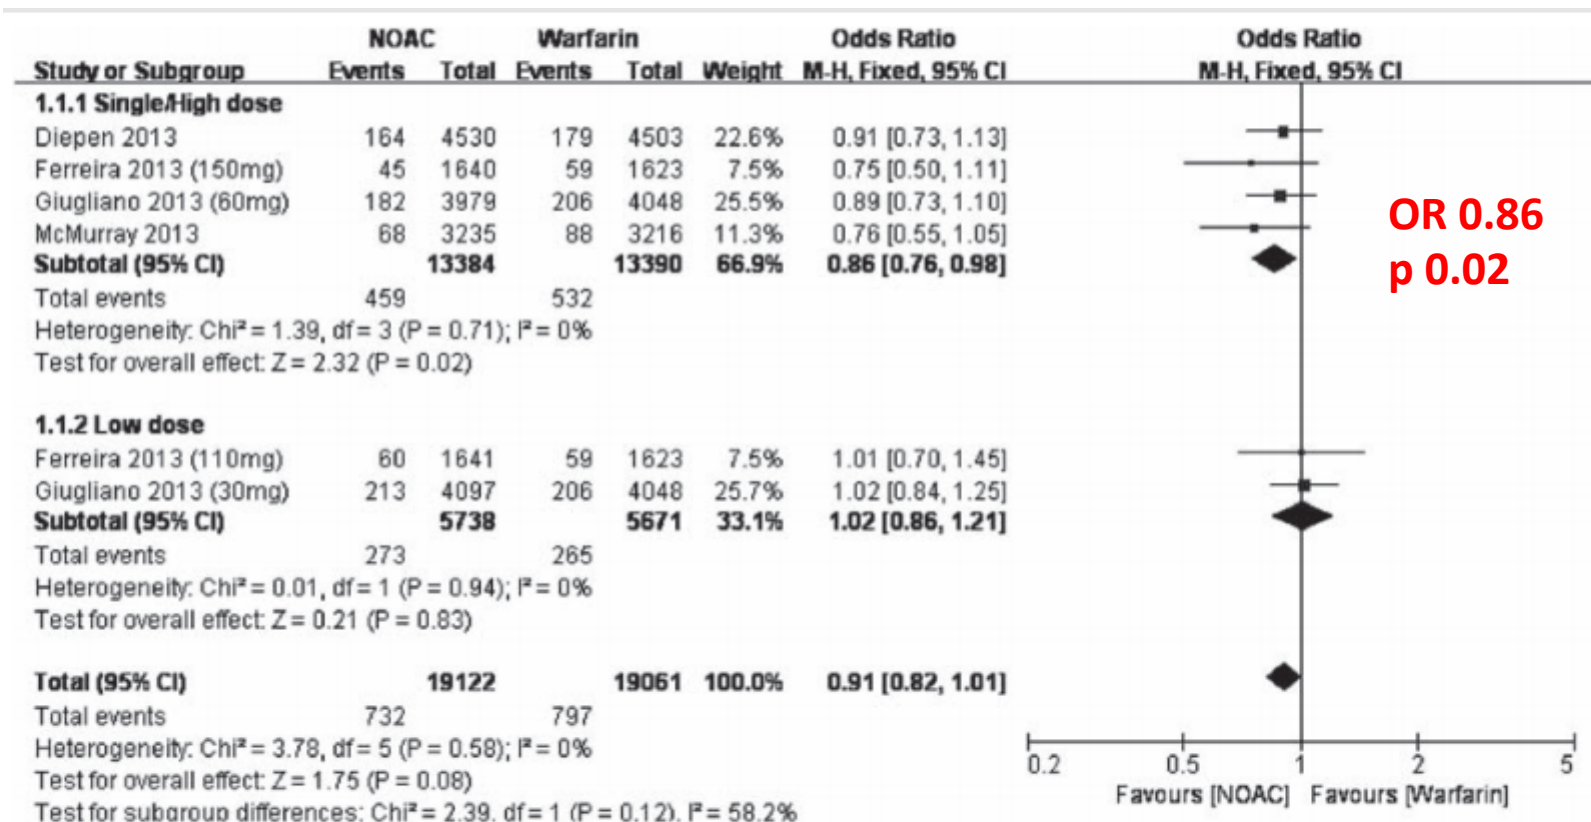 NOAC Warfarin Odds Ratio Odds Ratio
Study or Subgroup Events Total Events Total Weight M-H, Fixed, 95% CI M-H, Fixed, 95% CI
1.1.1 Single/High dose
Diepen 2013 164 4530 179 4503 22.6% 0.91 [0.73, 1.13]
Ferreira 2013 (150mg) 45 1640 59 1623 7.5% 0.75 [0.50, 1.11]
Giugliano 2013 (60mg) 182 3979 206 4048 25.5% 0.89 [0.73, 1.10]
McMurray 2013 68 3235 88 3216 11.3% 0.76 [0.55, 1.05]
Subtotal (95% CI) 13384 13390 66.9% 0.86 [0.76, 0.98]
OR 0.86
p 0.02
Total events 459 532
Heterogeneity: Chi² = 1.39, df = 3 (P = 0.71); I² = 0%
Test for overall effect: Z = 2.32 (P = 0.02)
1.1.2 Low dose
Ferreira 2013 (110mg) 60 1641 59 1623 7.5% 1.01 [0.70, 1.45]
Giugliano 2013 (30mg) 213 4097 206 4048 25.7% 1.02 [0.84, 1.25]
Subtotal (95% CI) 5738 5671 33.1% 1.02 [0.86, 1.21]
Total events 273 265
Heterogeneity: Chi² = 0.01, df = 1 (P = 0.94); I² = 0%
Test for overall effect: Z = 0.21 (P = 0.83)
Total (95% CI) 19122 19061 100.0% 0.91 [0.82, 1.01]
Total events 732 797
Heterogeneity: Chi² = 3.78, df = 5 (P = 0.58); I² = 0%
Test for overall effect: Z = 1.75 (P = 0.08)
Test for subgroup differences: Chi² = 2.39, df = 1 (P = 0.12), I² = 58.2%
0.2 0.5 1 2 5
Favours [NOAC] Favours [Warfarin]